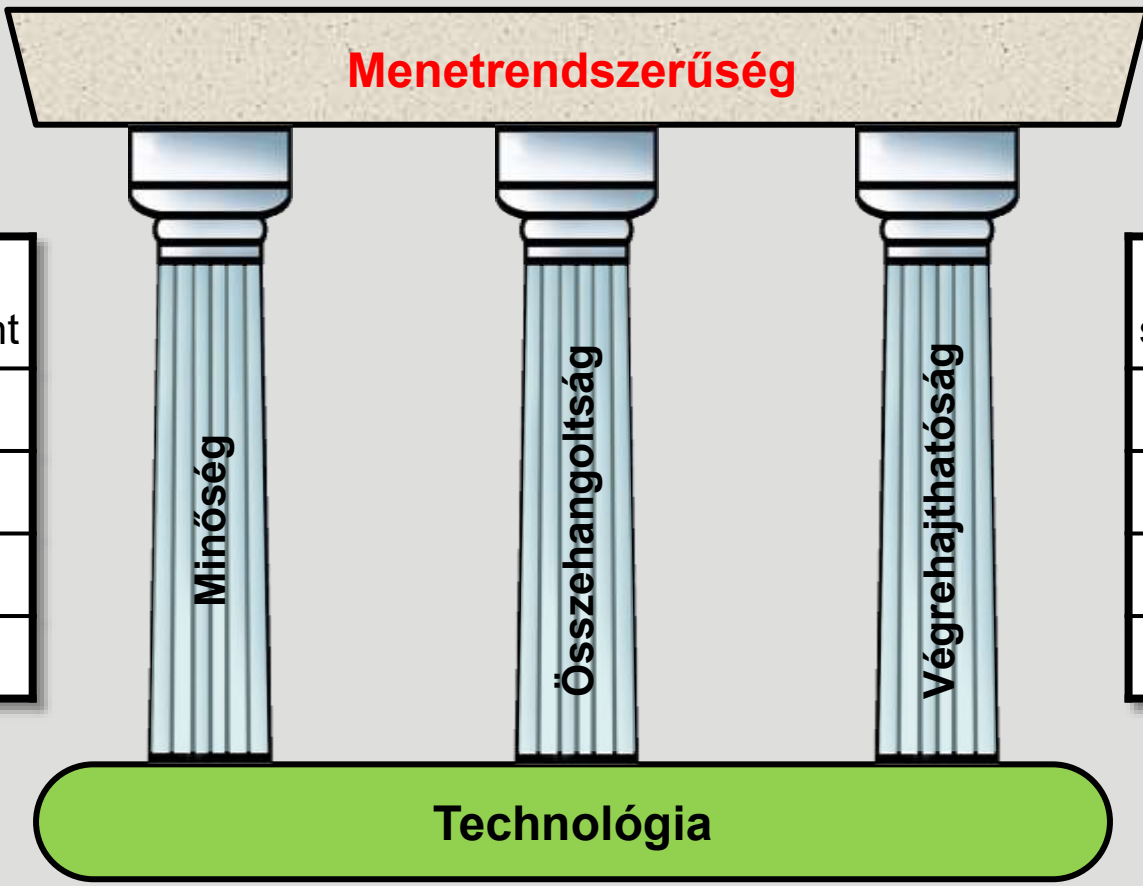 Menetrendszerűség
Minőség
Összehangoltság
Végrehajthatóság
Technológia